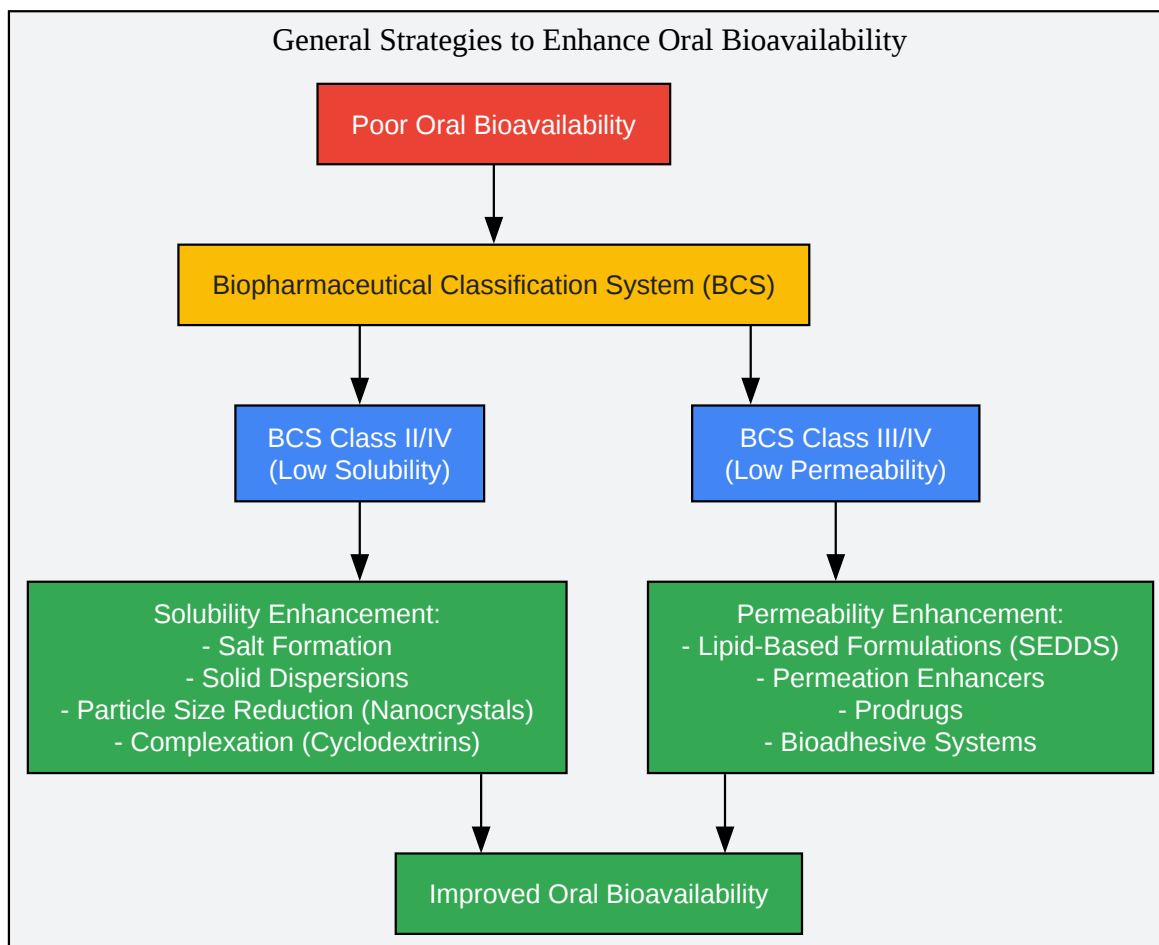 General Strategies to Enhance Oral Bioavailability
Poor Oral Bioavailability
Biopharmaceutical Classification System (BCS)
BCS Class II/IV
(Low Solubility)
BCS Class III/IV
(Low Permeability)
Solubility Enhancement:
- Salt Formation
- Solid Dispersions
- Particle Size Reduction (Nanocrystals)
- Complexation (Cyclodextrins)
Permeability Enhancement:
- Lipid-Based Formulations (SEDDS)
- Permeation Enhancers
- Prodrugs
- Bioadhesive Systems
Improved Oral Bioavailability